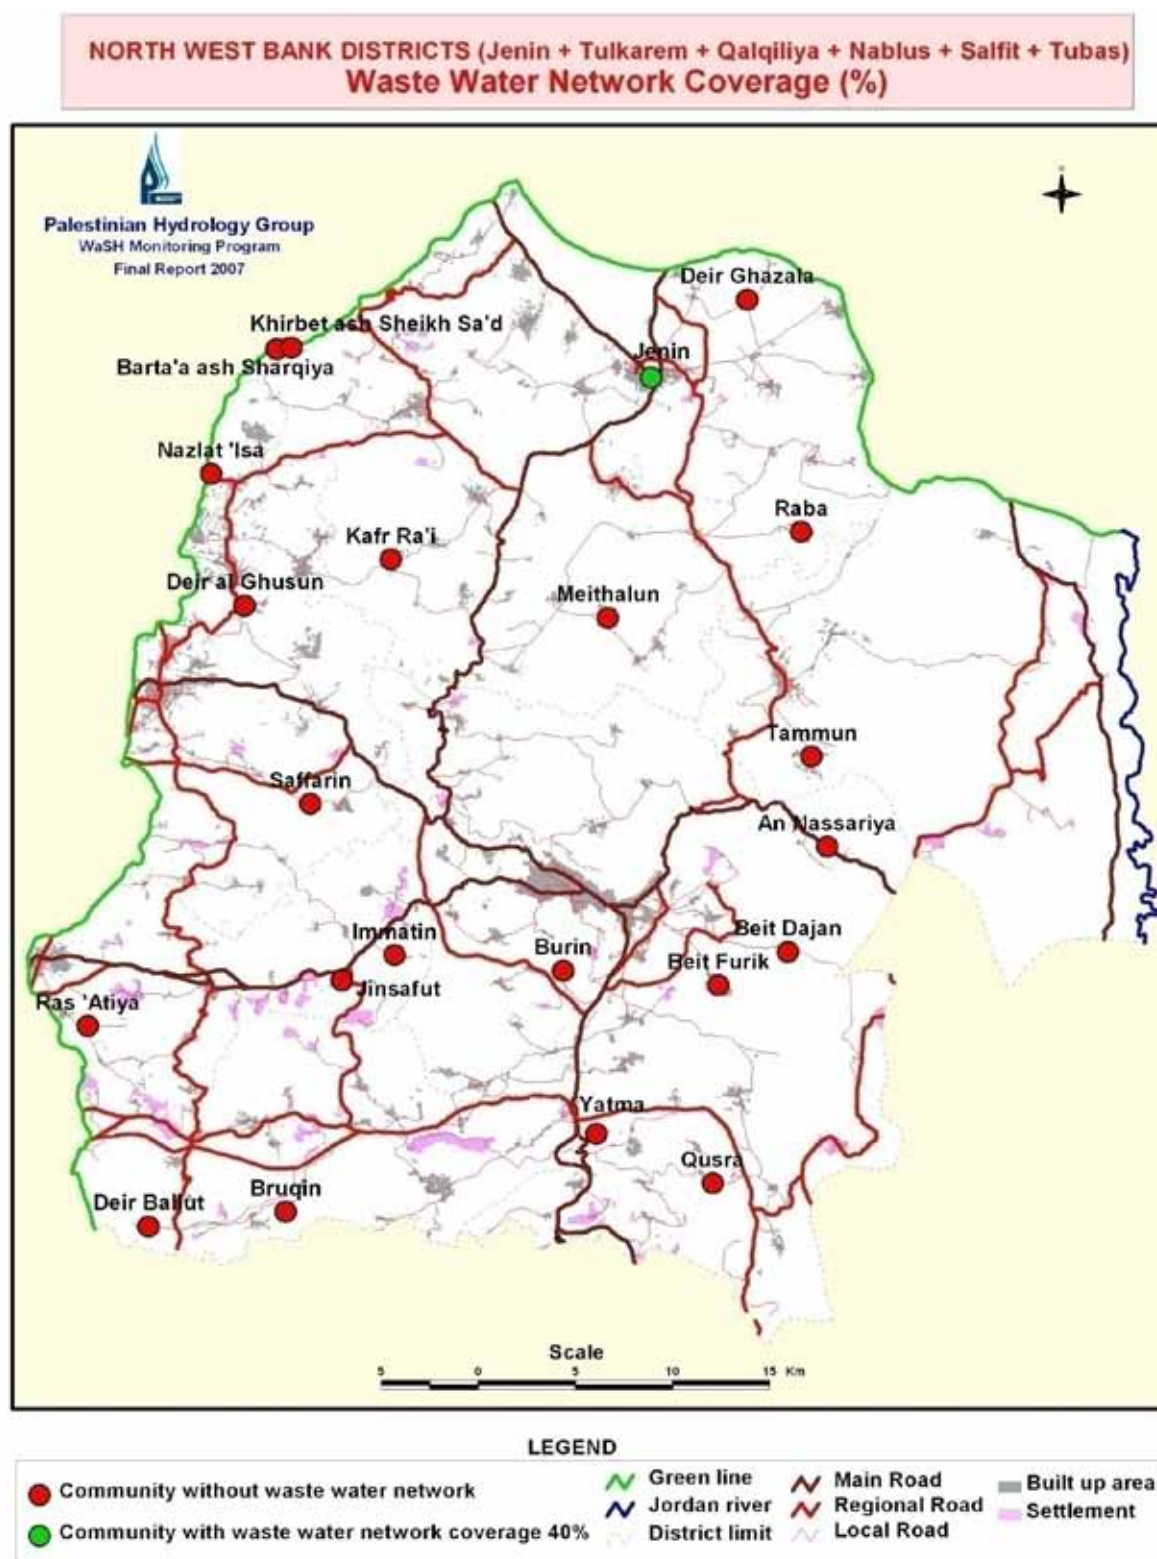 NORTH WEST BANK DISTRICTS (Jenin + Tulkarem + Qalqiliya + Nablus + Salfit + Tubas)
Waste Water Network Coverage (%)
Palestinian Hydrology Group
WaSH Monitoring Program
Final Report 2007
Deir Ghazala
Khirbet ash Sheikh Sa'd
Jenin
Barta'a ash Sharqiya
Nazlat 'Isa
Raba
Kafr Ra'i
Deir al Ghusun
Meithalun
Tammun
Saffarin
An Nassariya
Immatin
Burin
Beit Dajan
Beit Furik
Jinsafut
Ras 'Atiya
Yatma
Qusra
Deir Ballut
Bruqin
Scale
5 0 5 10 15 Km
LEGEND
Community without waste water network
Community with waste water network coverage 40%
Green line
Jordan river
District limit
Main Road
Regional Road
Local Road
Built up area
Settlement